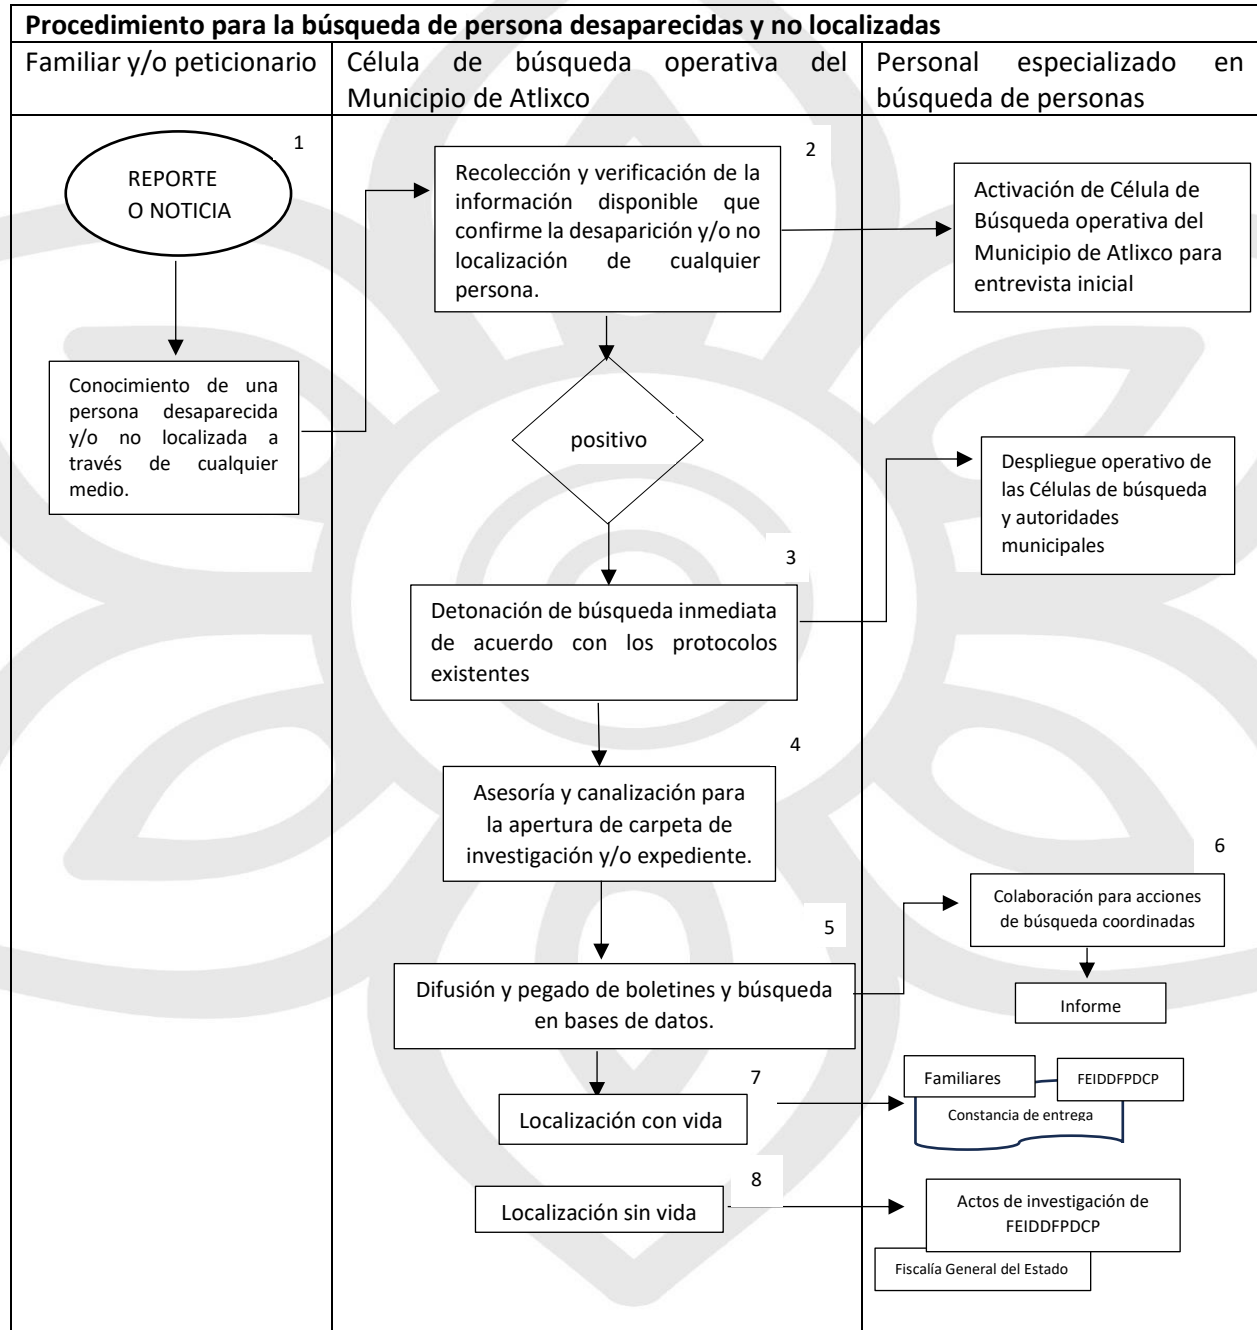 Procedimiento para la búsqueda de persona desaparecidas y no localizadas
Familiar y/o peticionario
Célula de búsqueda operativa del
Municipio de Atlixco
Personal especializado en
búsqueda de personas
1
REPORTE
O NOTICIA
Conocimiento de una
persona desaparecida
y/o no localizada a
través de cualquier
medio.
2
Recolección y verificación de la
información disponible que
confirme la desaparición y/o no
localización de cualquier
persona.
Activación de Célula de
Búsqueda operativa del
Municipio de Atlixco para
entrevista inicial
positivo
Despliegue operativo de
las Células de búsqueda
y autoridades
municipales
3
Detonación de búsqueda inmediata
de acuerdo con los protocolos
existentes
4
Asesoría y canalización para
la apertura de carpeta de
investigación y/o expediente.
5
Difusión y pegado de boletines y búsqueda
en bases de datos.
6
Colaboración para acciones
de búsqueda coordinadas
Informe
7
Localización con vida
Familiares
FEIDDFPDCP
Constancia de entrega
8
Localización sin vida
Actos de investigación de
FEIDDFPDCP
Fiscalía General del Estado